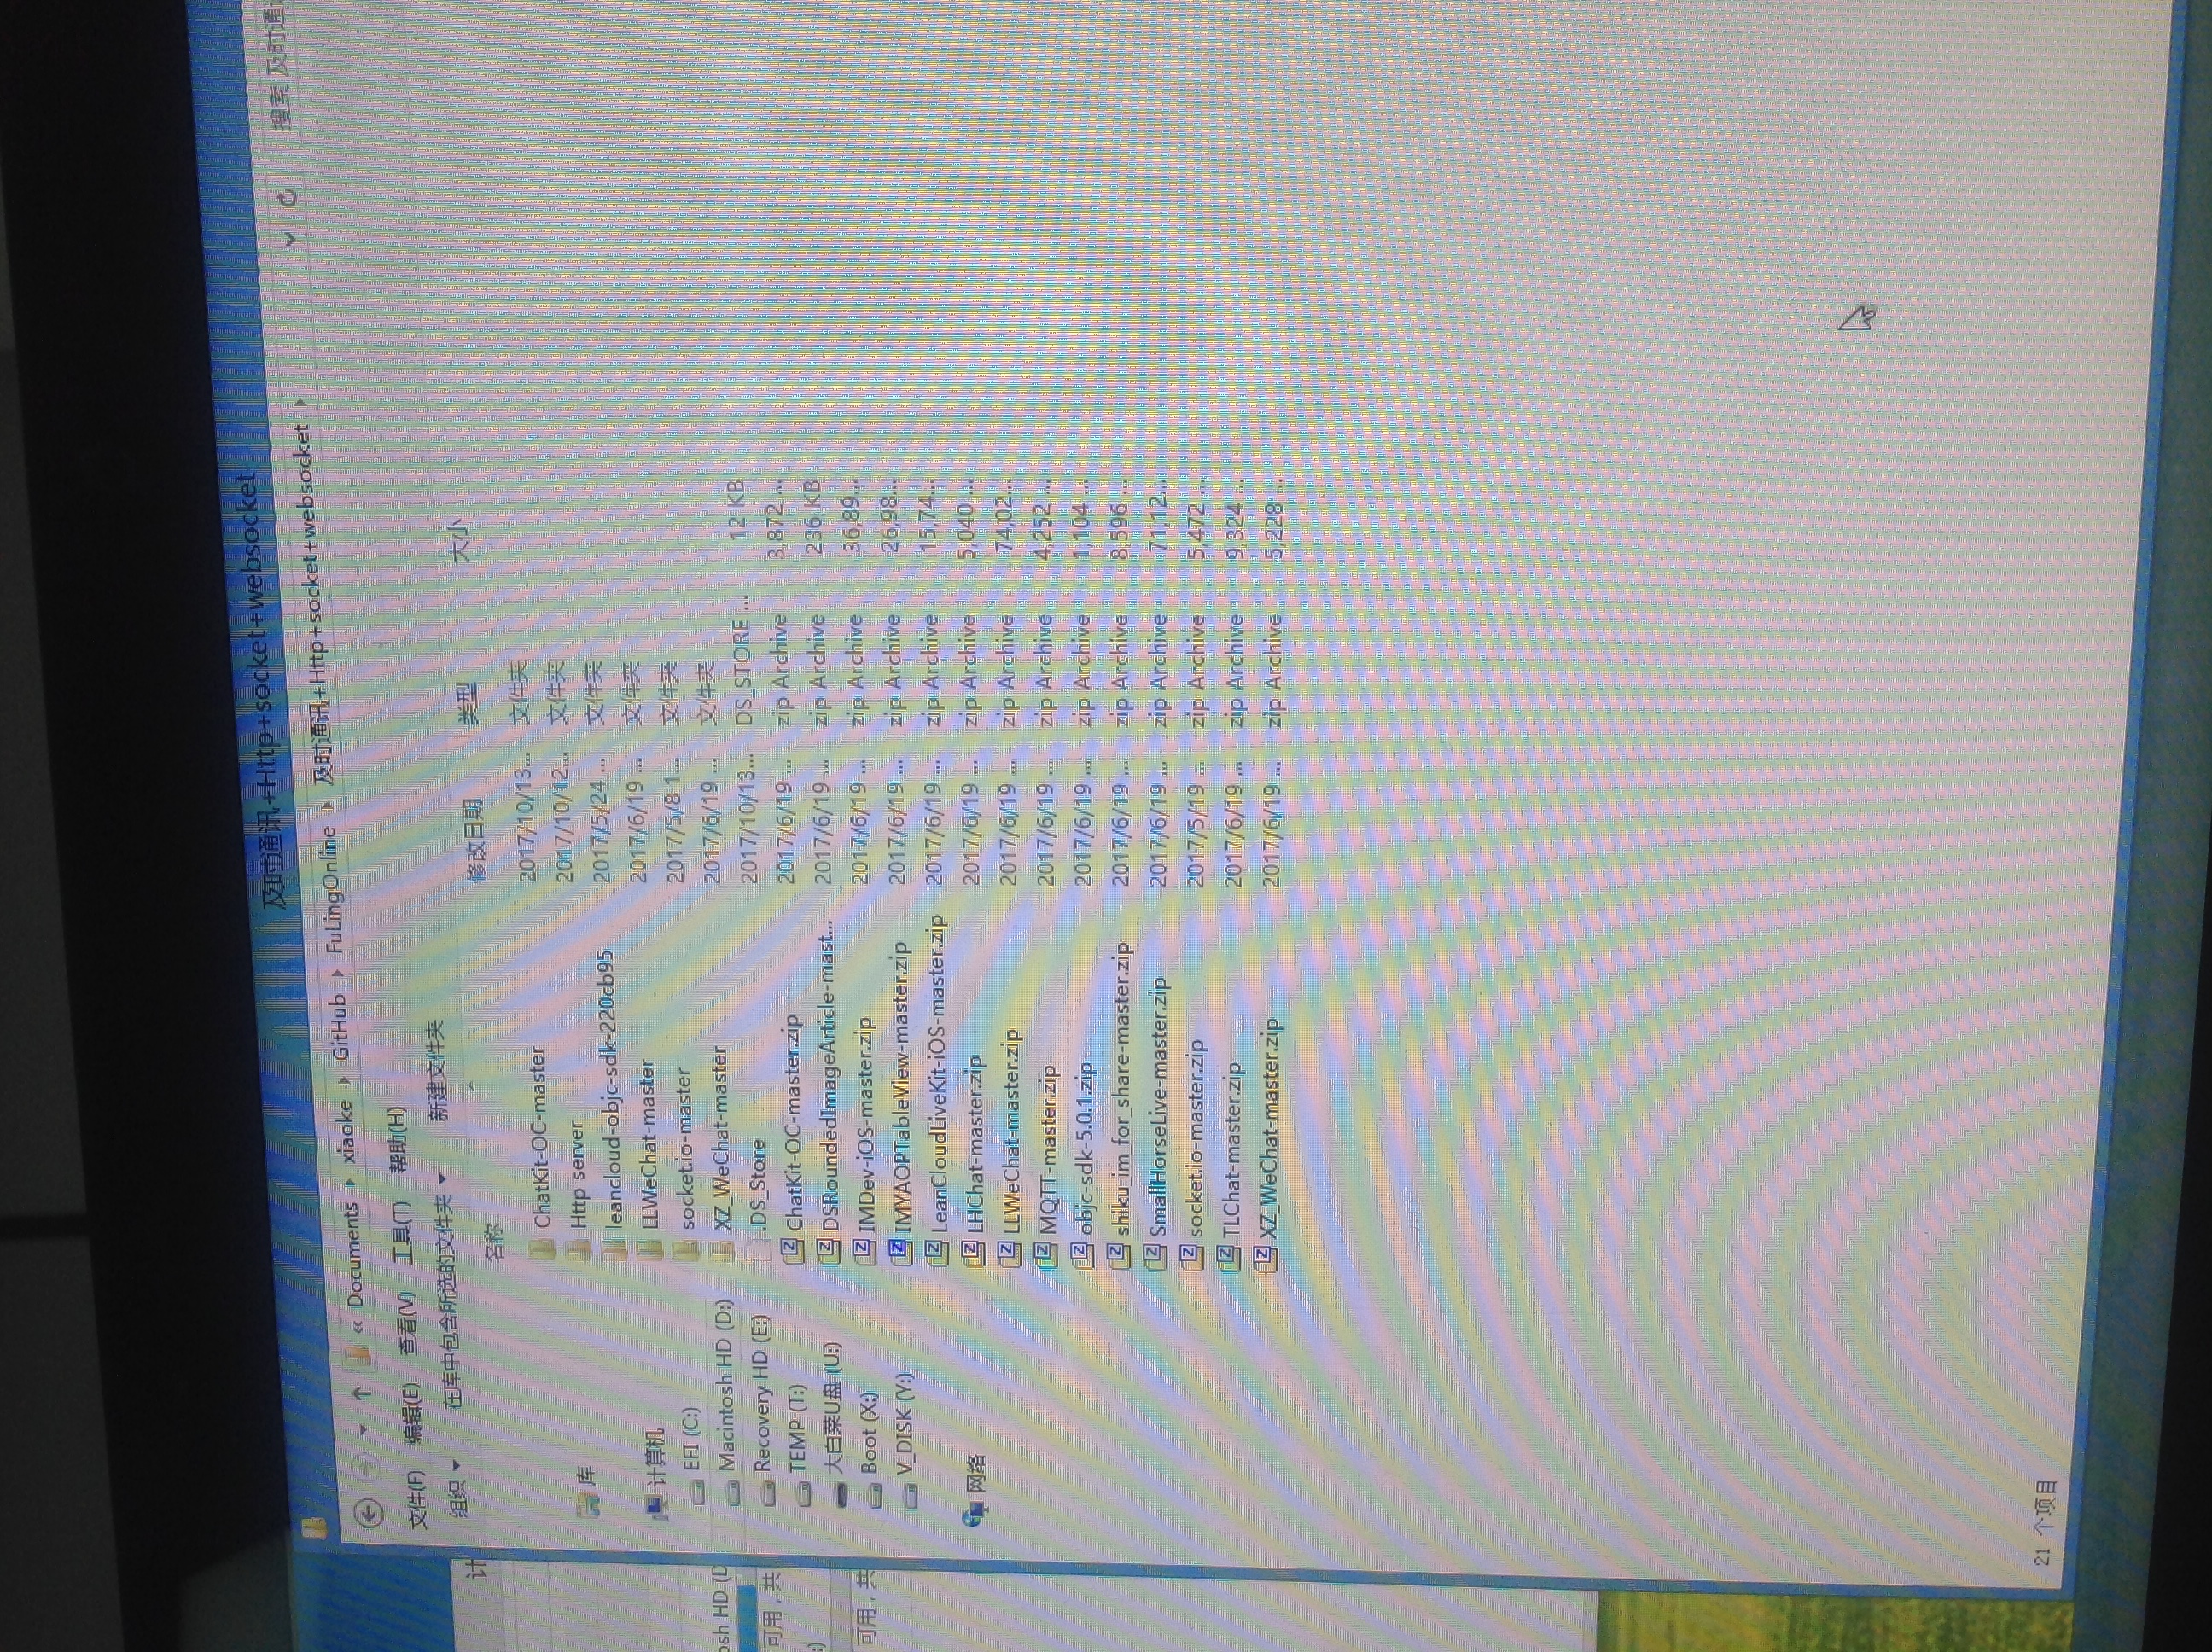 及时通讯+Http+socket+websocket
« Documents xiaoke GitHub FuLingOnline 及时通讯+Http+socket+websocket
搜索 及时通
文件(F) 编辑(E) 查看(V) 工具(T) 帮助(H)
组织 在库中包含所选的文件夹 新建文件夹
名称 修改日期 类型 大小
ChatKit-OC-master 2017/10/13... 文件夹
Http server 2017/10/12... 文件夹
leancloud-objc-sdk-220cb95 2017/5/24 ... 文件夹
LLWeChat-master 2017/6/19 ... 文件夹
socket.io-master 2017/5/8 1... 文件夹
XZ_WeChat-master 2017/6/19 ... 文件夹
.DS_Store 2017/10/13... DS_STORE ... 12 KB
ChatKit-OC-master.zip 2017/6/19 ... zip Archive 3,872 ...
DSRoundedImageArticle-mast... 2017/6/19 ... zip Archive 236 KB
IMDev-iOS-master.zip 2017/6/19 ... zip Archive 36,89...
IMYAOPTableView-master.zip 2017/6/19 ... zip Archive 26,98...
LeanCloudLiveKit-iOS-master.zip 2017/6/19 ... zip Archive 15,74...
LHChat-master.zip 2017/6/19 ... zip Archive 5,040 ...
LLWeChat-master.zip 2017/6/19 ... zip Archive 74,02...
MQTT-master.zip 2017/6/19 ... zip Archive 4,252 ...
objc-sdk-5.0.1.zip 2017/6/19 ... zip Archive 1,104 ...
shiku_im_for_share-master.zip 2017/6/19 ... zip Archive 8,596 ...
SmallHorseLive-master.zip 2017/6/19 ... zip Archive 71,12...
socket.io-master.zip 2017/5/19 ... zip Archive 5,472 ...
TLChat-master.zip 2017/6/19 ... zip Archive 9,324 ...
XZ_WeChat-master.zip 2017/6/19 ... zip Archive 5,228 ...
库
计算机
EFI (C:)
Macintosh HD (D:)
Recovery HD (E:)
TEMP (T:)
大白菜U盘 (U:)
Boot (X:)
V_DISK (Y:)
网络
计
osh HD (D
可用，共
:)
可用，共
21 个项目